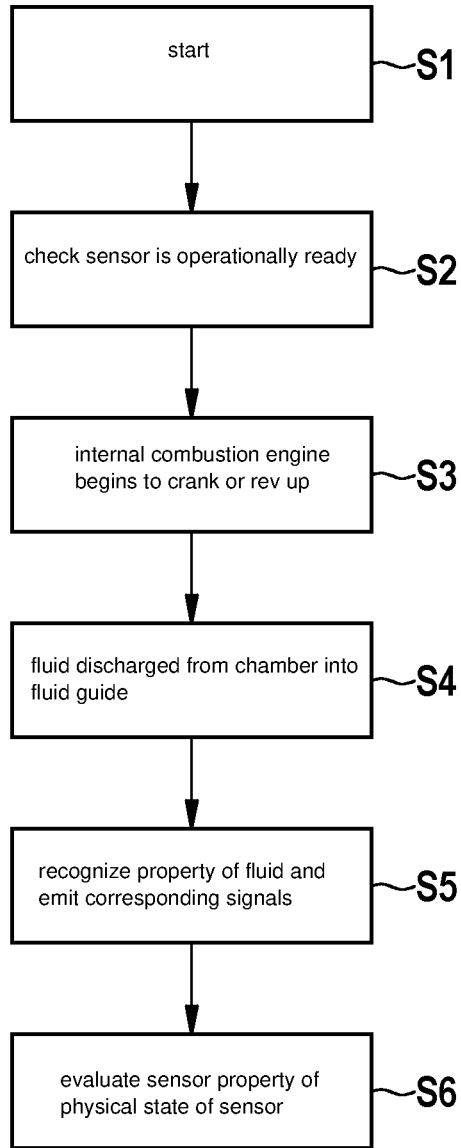 start
S1
check sensor is operationally ready
S2
internal combustion engine
begins to crank or rev up
S3
fluid discharged from chamber into
fluid guide
S4
recognize property of fluid and
emit corresponding signals
S5
evaluate sensor property of
physical state of sensor
S6